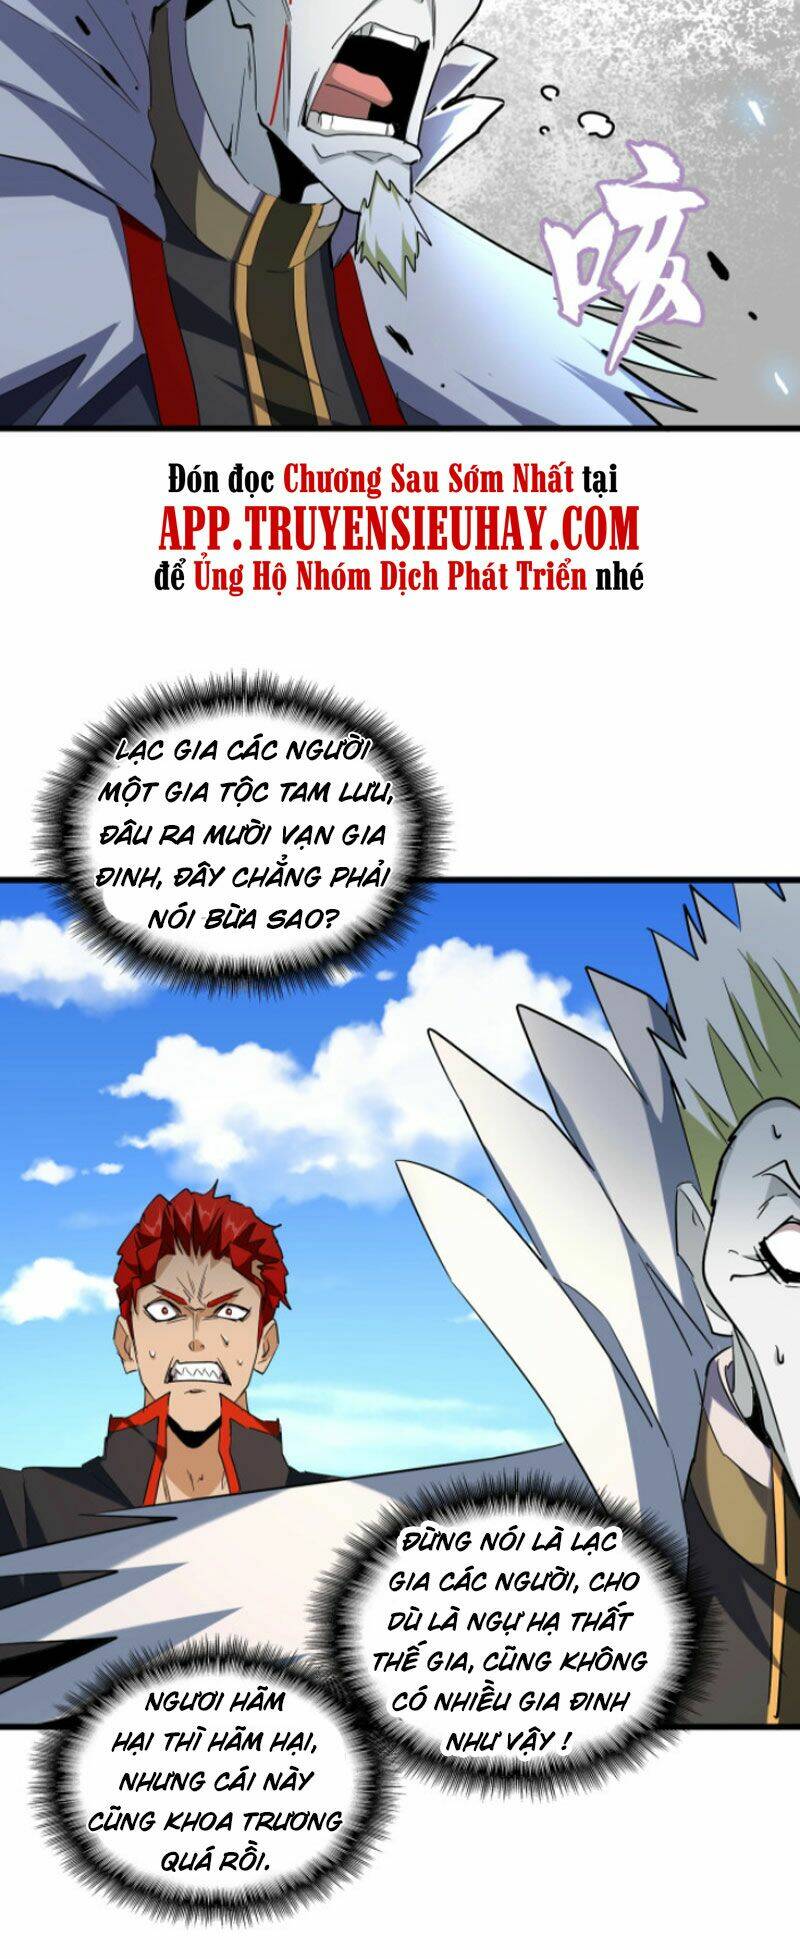 咳
Đón đọc Chương Sau Sớm Nhất tại
APP.TRUYENSIEUHAY.COM
để Ủng Hộ Nhóm Dịch Phát Triển nhé
LẠC GIA CÁC NGƯỜI
MỘT GIA TỘC TAM LƯU,
ĐÂU RA MƯỜI VẠN GIA
ĐINH, ĐÂY CHẲNG PHẢI
NÓI BỪA SAO?
ĐỪNG NÓI LÀ LẠC
GIA CÁC NGƯỜI, CHO
DÙ LÀ NGỰ HẠ THẤT
THẾ GIA, CŨNG KHÔNG
CÓ NHIỀU GIA ĐINH
NHƯ VẬY!
NGƯƠI HÃM
HẠI THÌ HÃM HẠI,
NHƯNG CÁI NÀY
CŨNG KHOA TRƯƠNG
QUÁ RỒI.